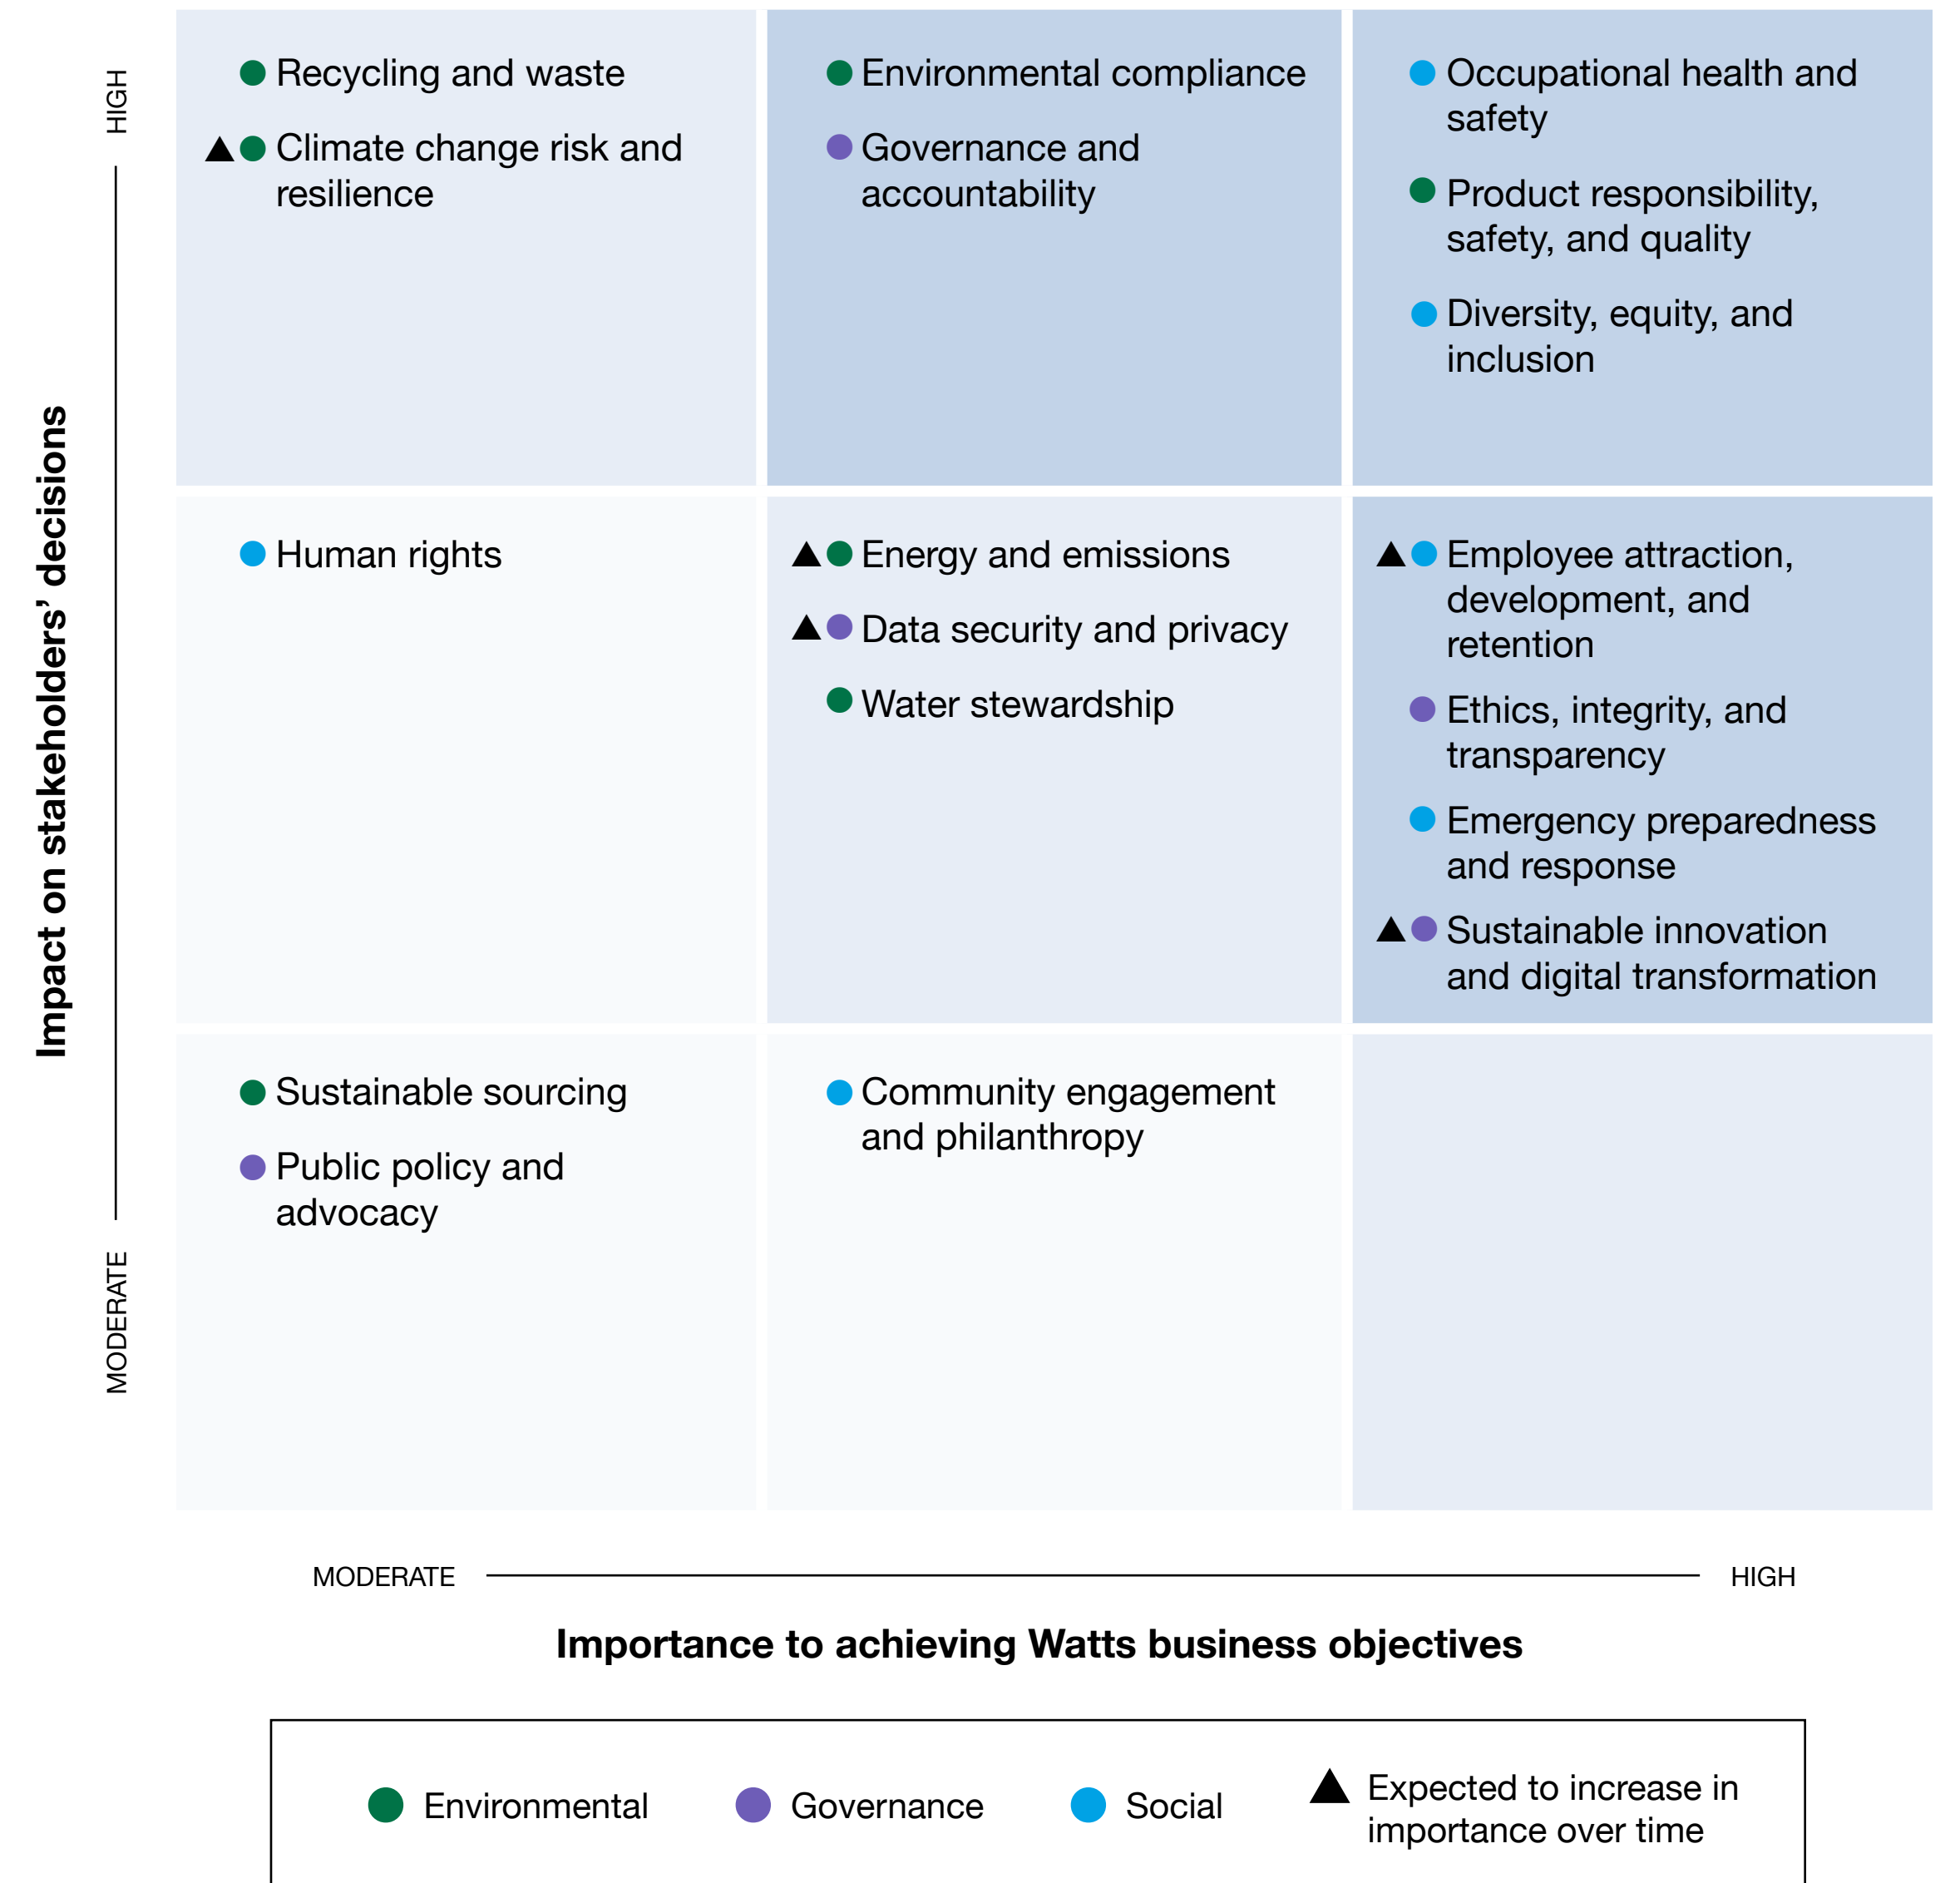 Impact on stakeholders’ decisions
HIGH
MODERATE
Recycling and waste
Climate change risk and
resilience
Environmental compliance
Governance and
accountability
Occupational health and
safety
Product responsibility,
safety, and quality
Diversity, equity, and
inclusion
Human rights
Energy and emissions
Data security and privacy
Water stewardship
Employee attraction,
development, and
retention
Ethics, integrity, and
transparency
Emergency preparedness
and response
Sustainable innovation
and digital transformation
Sustainable sourcing
Public policy and
advocacy
Community engagement
and philanthropy
MODERATE
HIGH
Importance to achieving Watts business objectives
Environmental
Governance
Social
Expected to increase in
importance over time